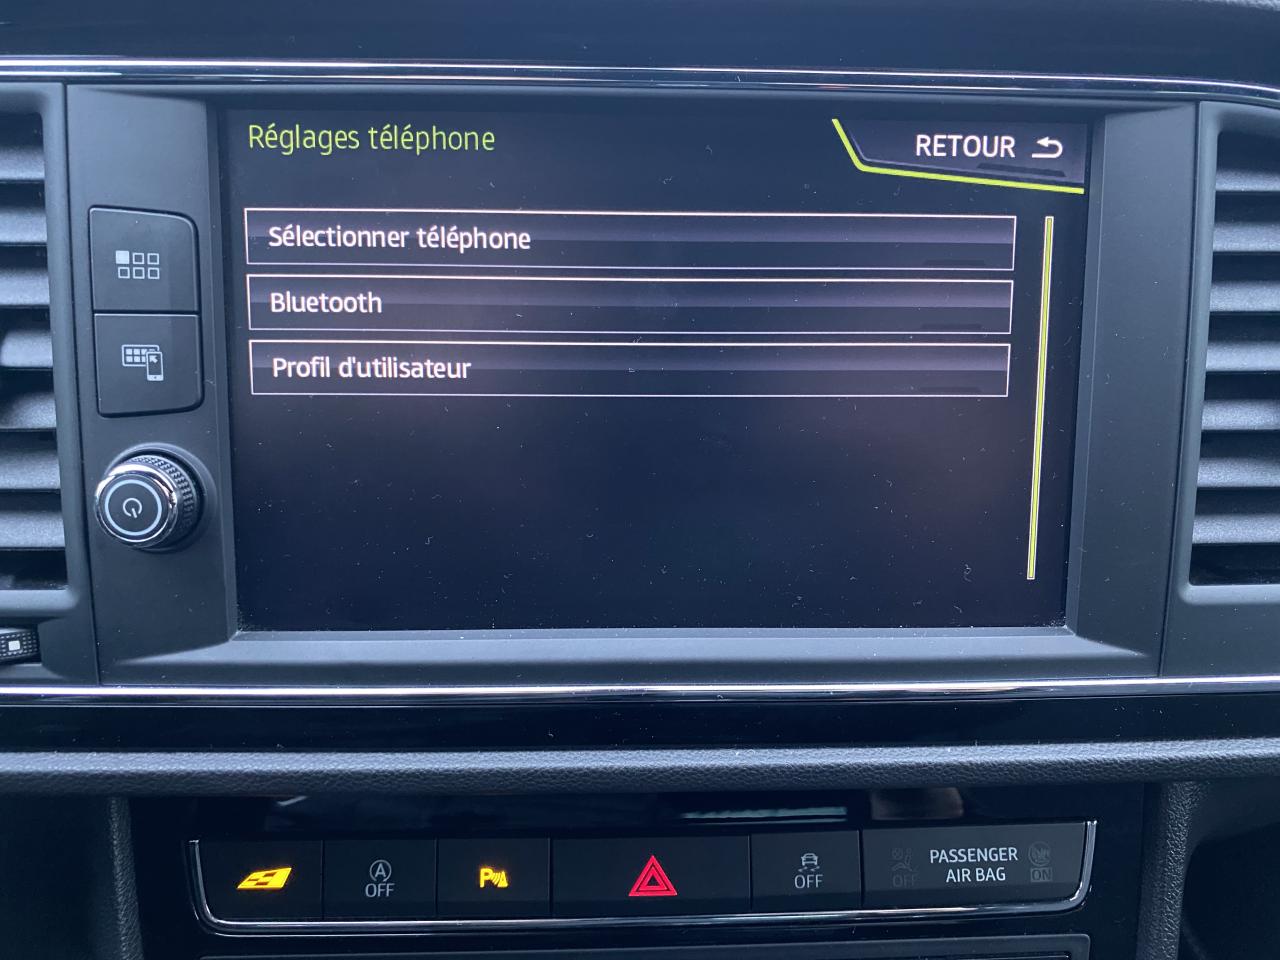 Réglages téléphone
RETOUR
Sélectionner téléphone
Bluetooth
Profil d'utilisateur
A
OFF
P
OFF
OFF
PASSENGER
AIR BAG
ON